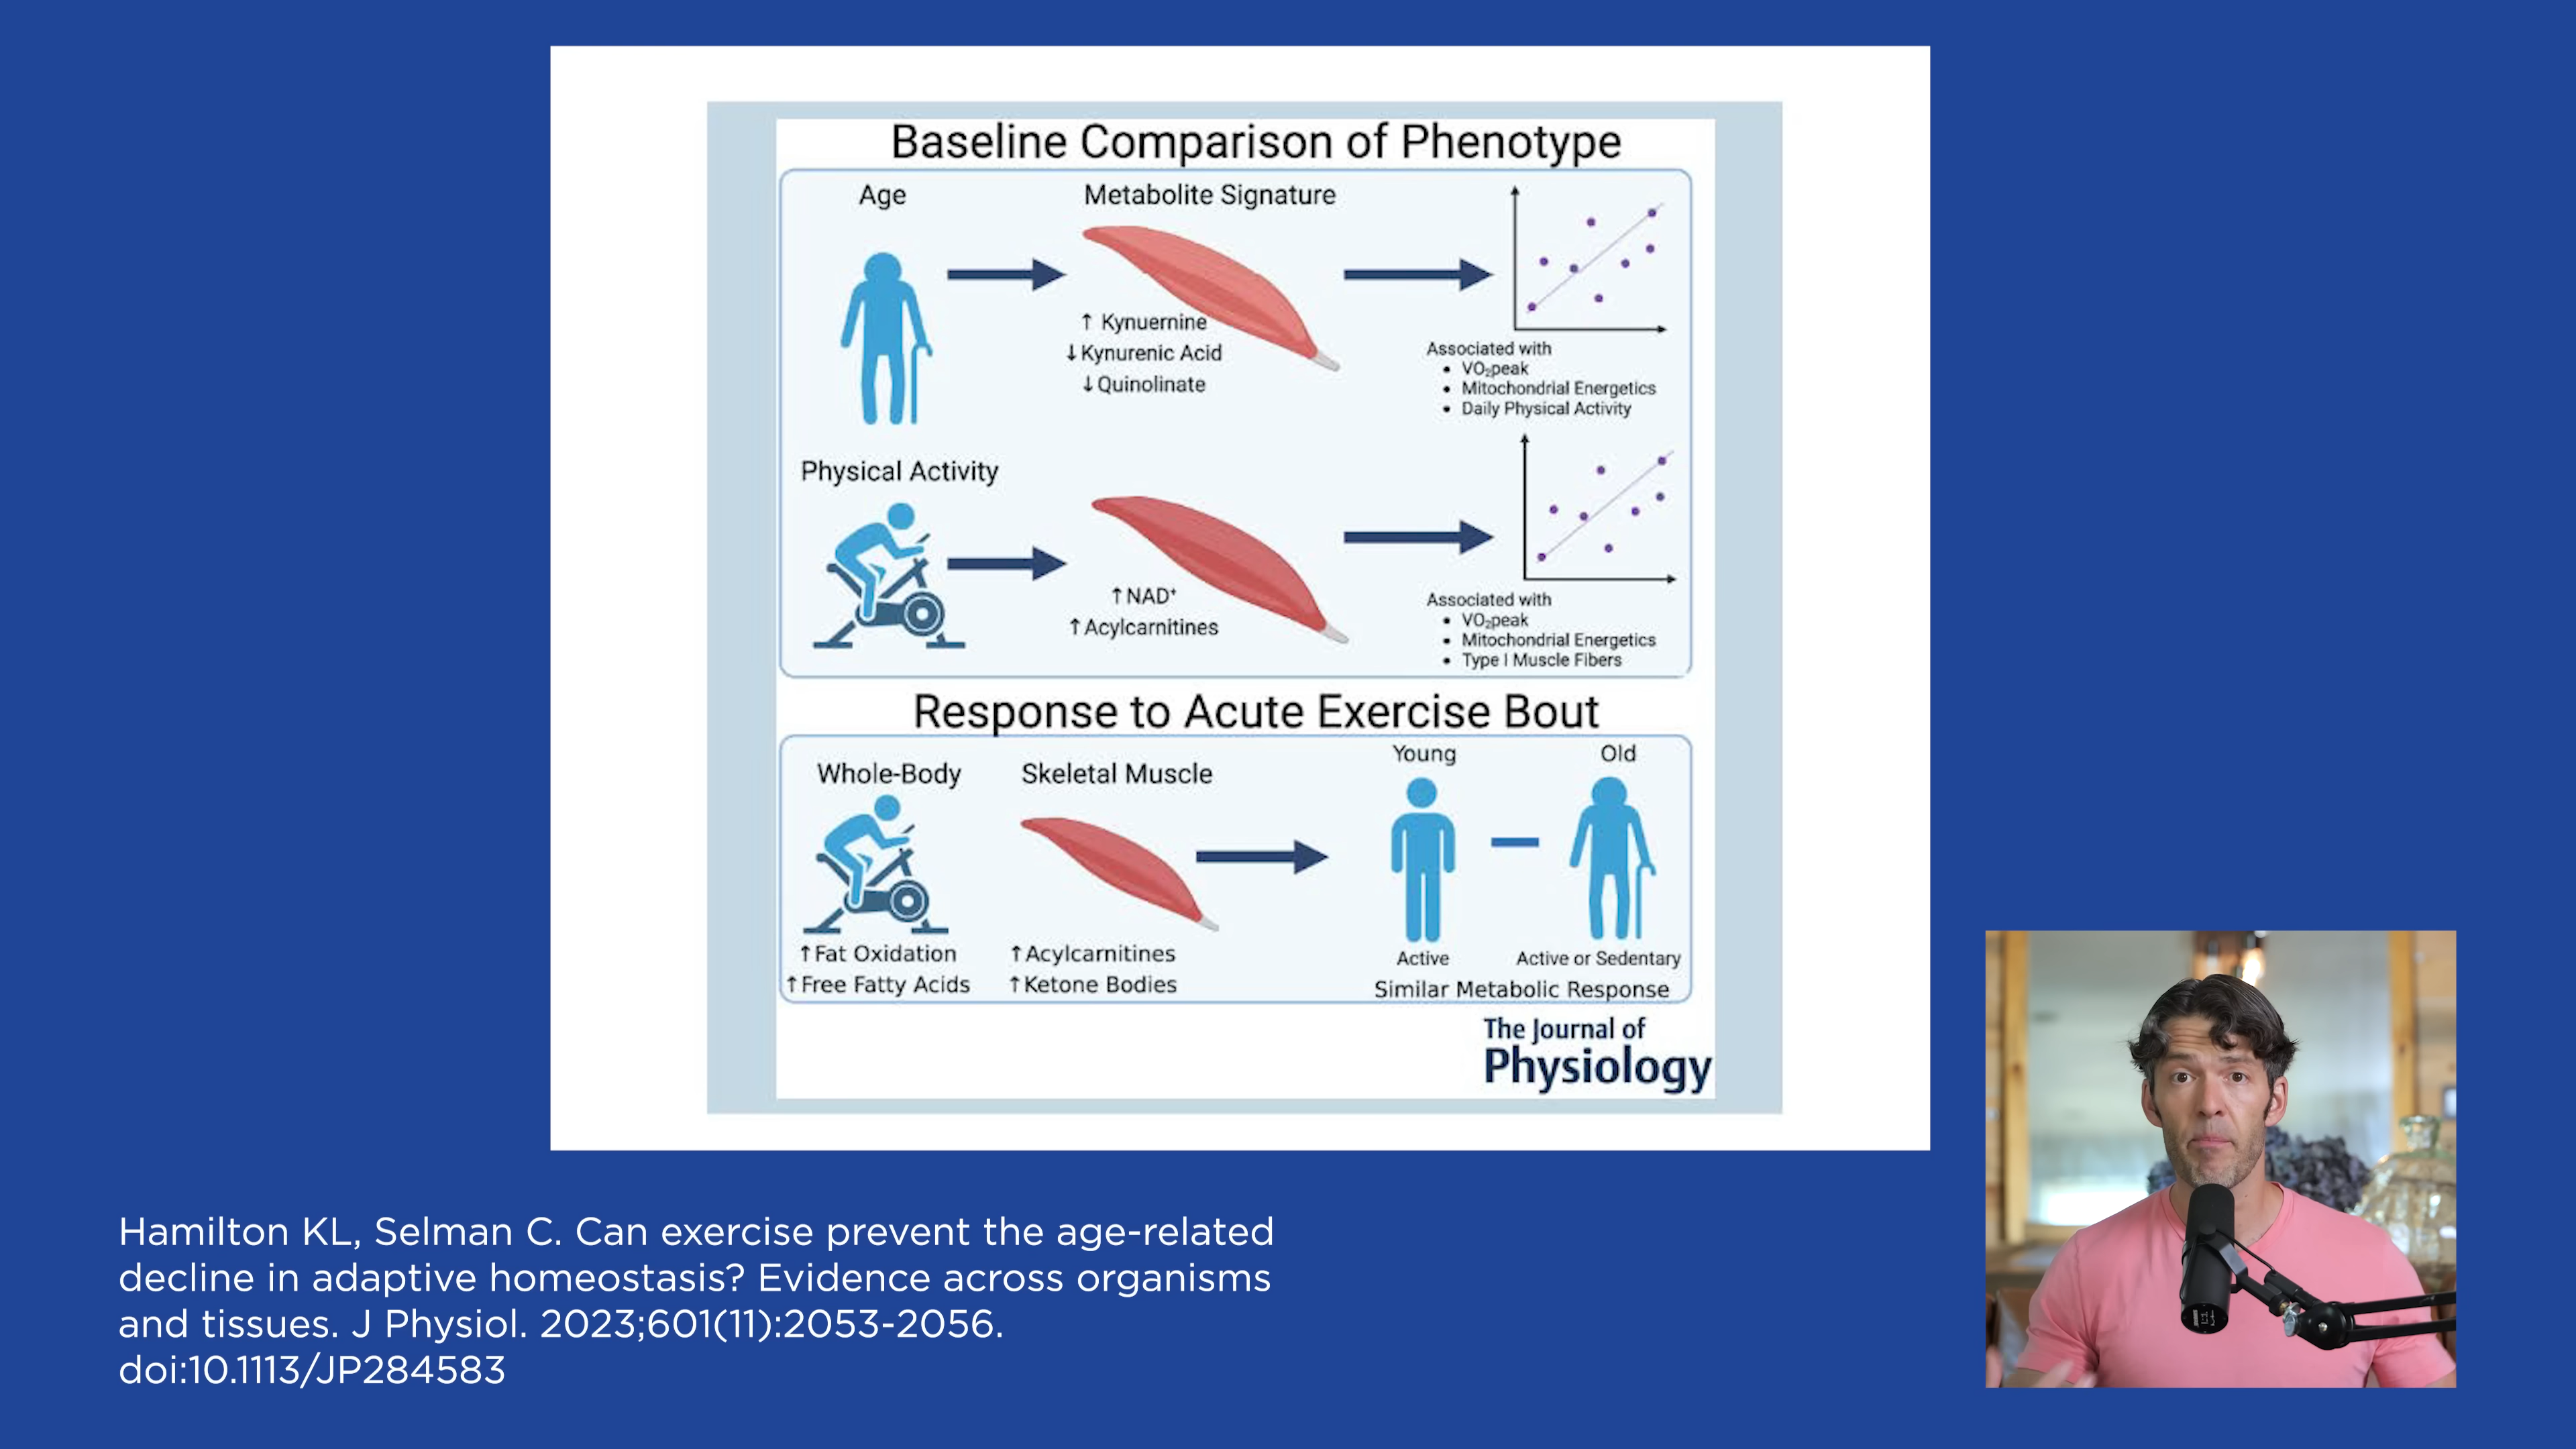 Baseline Comparison of Phenotype
Age
Metabolite Signature
↑ Kynuernine
↓Kynurenic Acid
↓Quinolinate
Associated with
• VO₂peak
• Mitochondrial Energetics
• Daily Physical Activity
Physical Activity
↑NAD⁺
↑Acylcarnitines
Associated with
• VO₂peak
• Mitochondrial Energetics
• Type I Muscle Fibers
Response to Acute Exercise Bout
Whole-Body
↑Fat Oxidation
↑Free Fatty Acids
Skeletal Muscle
↑Acylcarnitines
↑Ketone Bodies
Young
Old
Active
Active or Sedentary
Similar Metabolic Response
The Journal of
Physiology
Hamilton KL, Selman C. Can exercise prevent the age-related
decline in adaptive homeostasis? Evidence across organisms
and tissues. J Physiol. 2023;601(11):2053-2056.
doi:10.1113/JP284583